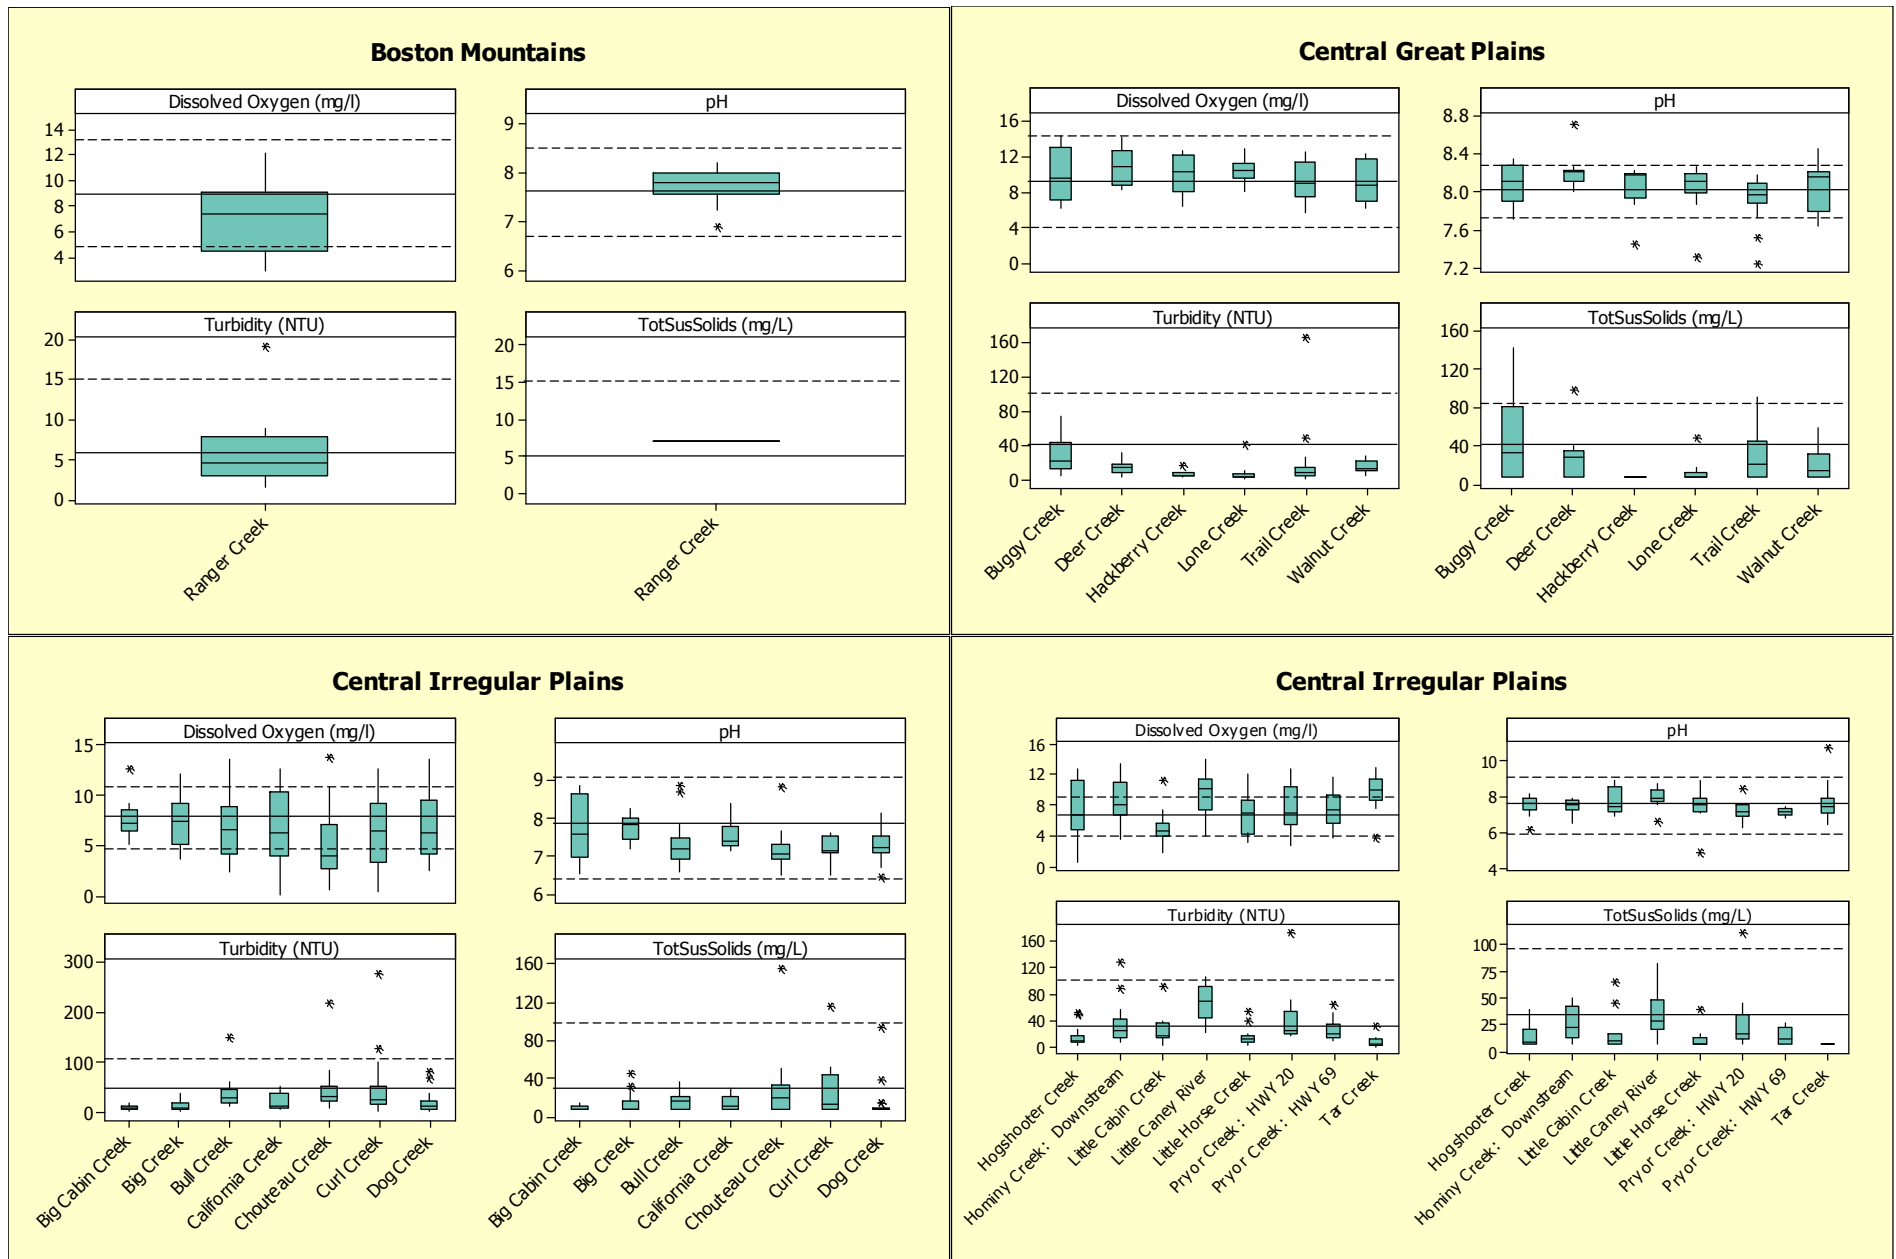 Boston Mountains
Dissolved Oxygen (mg/l)
14
12
10
8
6
4
pH
9
8
7
6
Turbidity (NTU)
20
15
10
5
0
Ranger Creek
TotSusSolids (mg/L)
20
15
10
5
0
Ranger Creek
Central Great Plains
Dissolved Oxygen (mg/l)
16
12
8
4
0
pH
8.8
8.4
8.0
7.6
7.2
Turbidity (NTU)
160
120
80
40
0
Buggy Creek
Deer Creek
Hackberry Creek
Lone Creek
Trail Creek
Walnut Creek
TotSusSolids (mg/L)
160
120
80
40
0
Buggy Creek
Deer Creek
Hackberry Creek
Lone Creek
Trail Creek
Walnut Creek
Central Irregular Plains
Dissolved Oxygen (mg/l)
15
10
5
0
pH
9
8
7
6
Turbidity (NTU)
300
200
100
0
Big Cabin Creek
Big Creek
Bull Creek
California Creek
Chouteau Creek
Curl Creek
Dog Creek
TotSusSolids (mg/L)
160
120
80
40
0
Big Cabin Creek
Big Creek
Bull Creek
California Creek
Chouteau Creek
Curl Creek
Dog Creek
Central Irregular Plains
Dissolved Oxygen (mg/l)
16
12
8
4
0
pH
10
8
6
4
Turbidity (NTU)
160
120
80
40
0
Hogshooter Creek
Hominy Creek: Downstream
Little Cabin Creek
Little Caney River
Little Horse Creek
Pryor Creek: HWY 20
Pryor Creek: HWY 69
Tar Creek
TotSusSolids (mg/L)
100
75
50
25
0
Hogshooter Creek
Hominy Creek: Downstream
Little Cabin Creek
Little Caney River
Little Horse Creek
Pryor Creek: HWY 20
Pryor Creek: HWY 69
Tar Creek